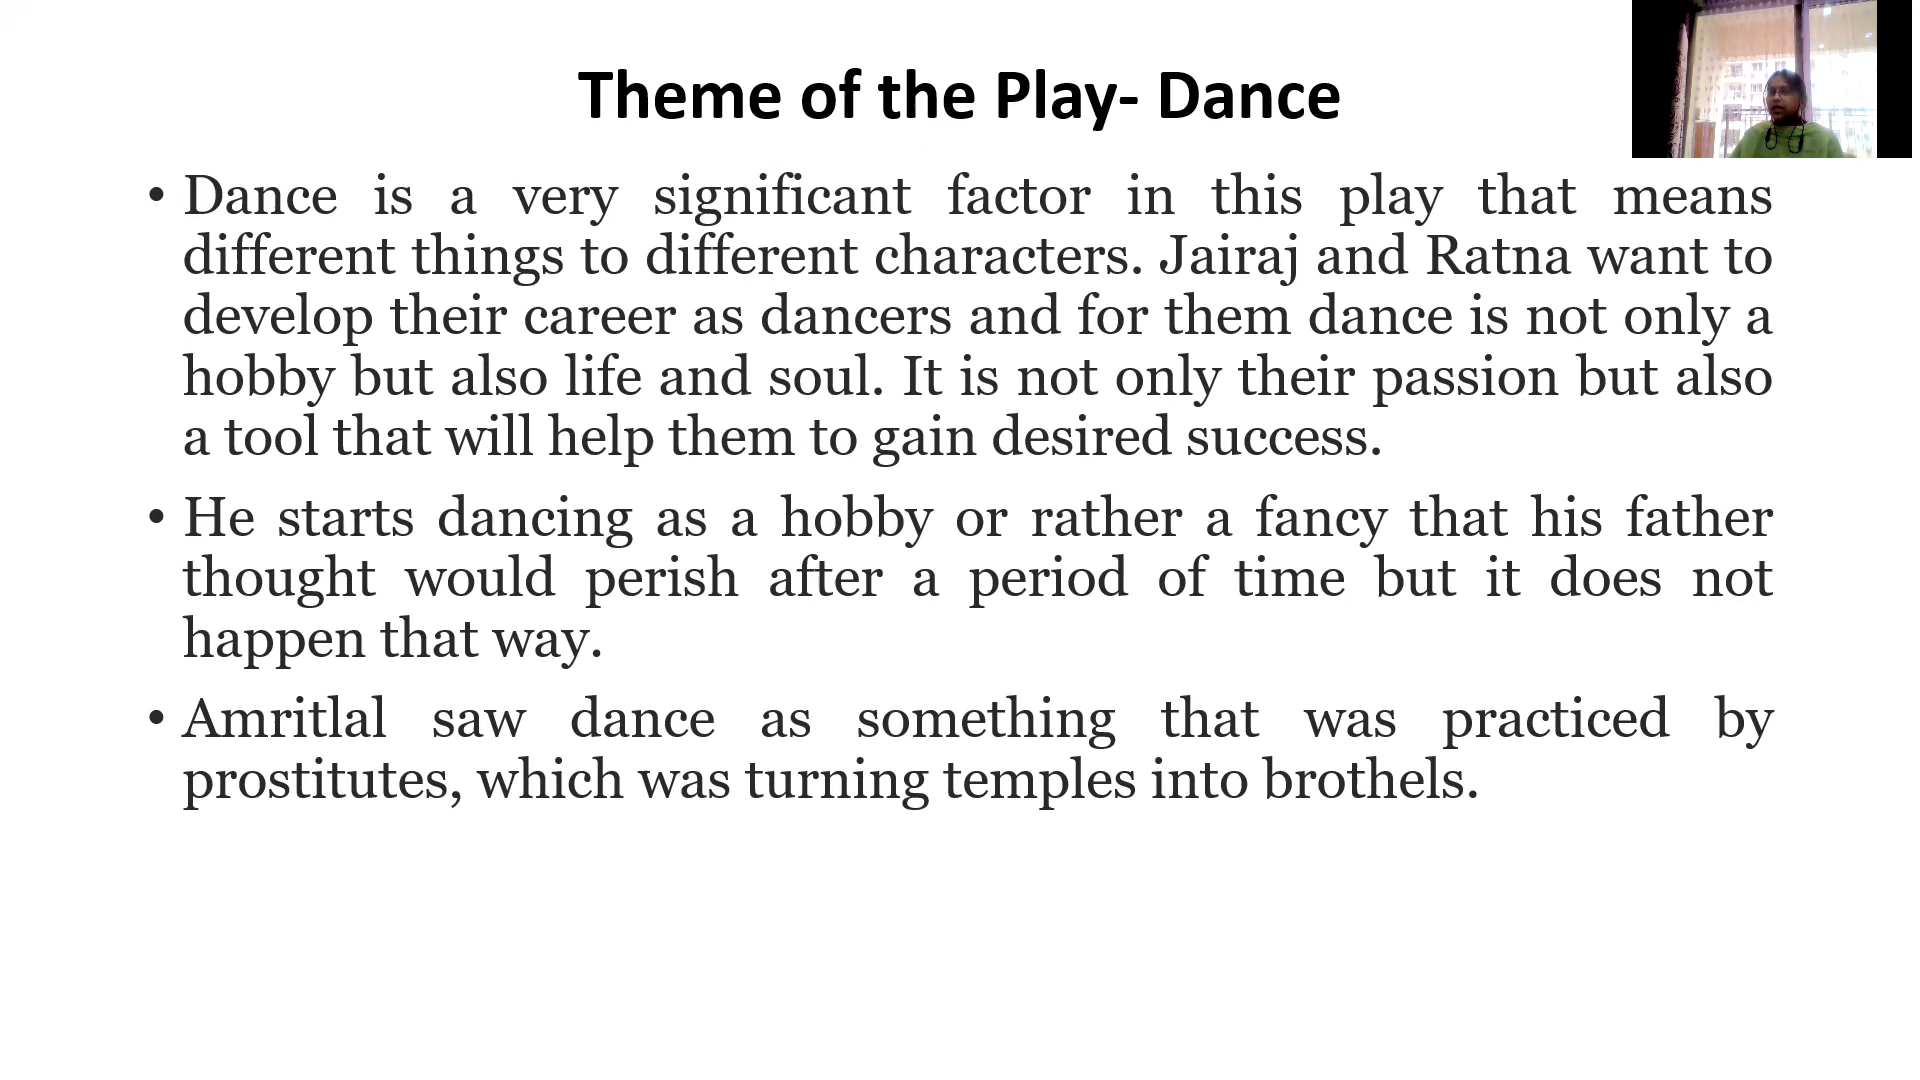 Theme of the Play- Dance
• Dance is a very significant factor in this play that means
different things to different characters. Jairaj and Ratna want to
develop their career as dancers and for them dance is not only a
hobby but also life and soul. It is not only their passion but also
a tool that will help them to gain desired success.
• He starts dancing as a hobby or rather a fancy that his father
thought would perish after a period of time but it does not
happen that way.
• Amritlal saw dance as something that was practiced by
prostitutes, which was turning temples into brothels.